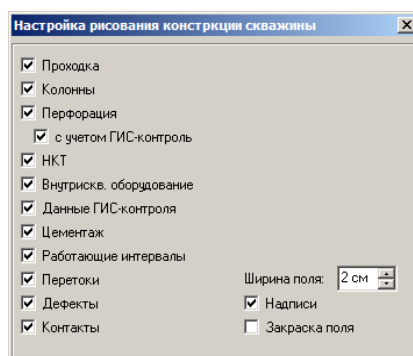 Настройка рисования констркции скважины
Проходка
Колонны
Перфорация
с учетом ГИС-контроль
НКТ
Внутрискв. оборудование
Данные ГИС-контроля
Цементаж
Работающие интервалы
Перетоки
Ширина поля: 2 см
Дефекты
Надписи
Контакты
Закраска поля